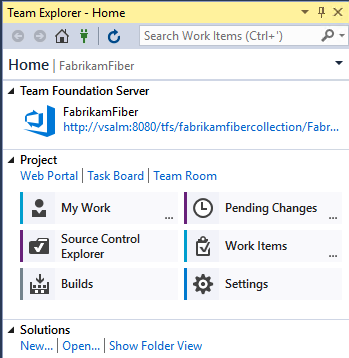 Team Explorer - Home
Search Work Items (Ctrl+')
Home | FabrikamFiber
Team Foundation Server
FabrikamFiber
http://vsalm:8080/tfs/fabrikamfibercollection/Fabr...
Project
Web Portal | Task Board | Team Room
My Work ... Pending Changes ...
Source Control Explorer Work Items ...
Builds Settings
Solutions
New... | Open... | Show Folder View